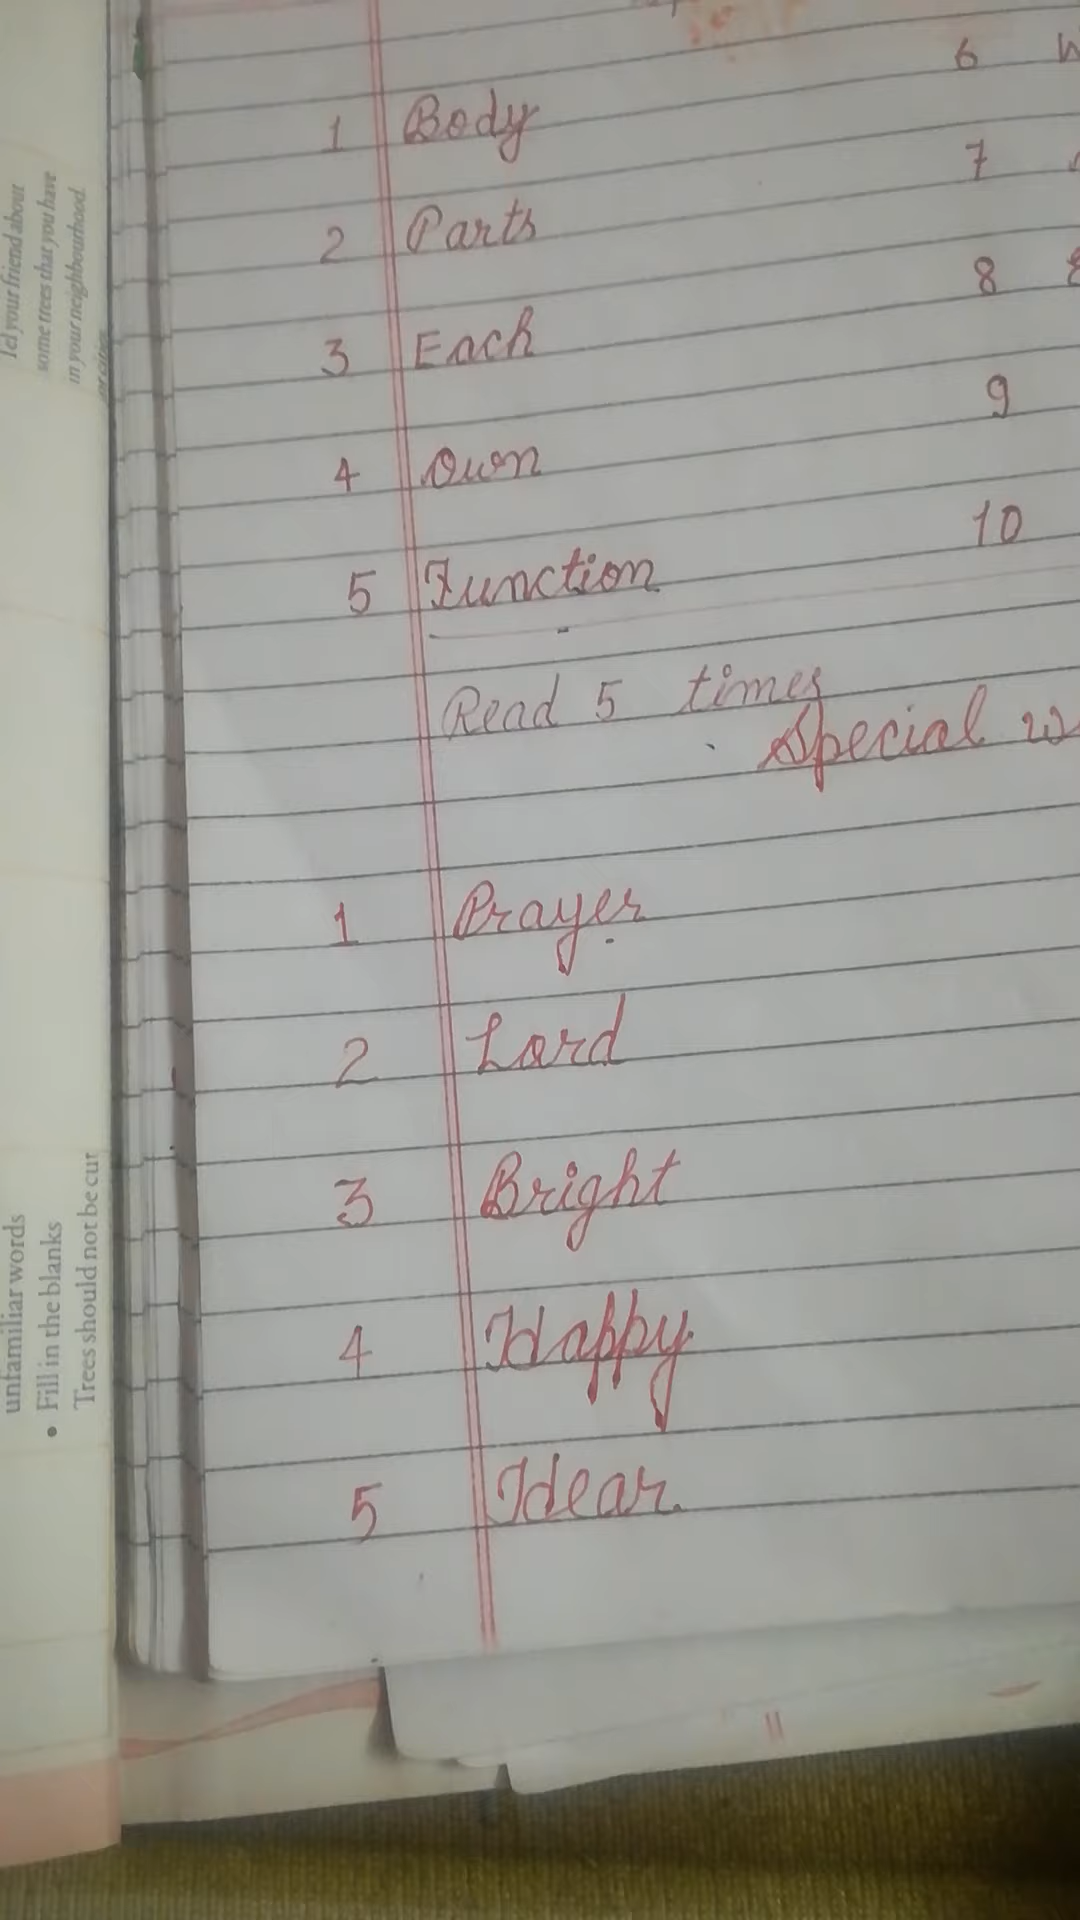 1 Body
2 Parts
3 Each
4 Own
5 Function
6
7
8
9
10
Read 5 times
Special
1 Prayer
2 Lord
3 Bright
4 Happy
5 Idear
Tel your friend about
some trees that you have
in your neighbourhood
unfamiliar words
• Fill in the blanks
Trees should not be cut